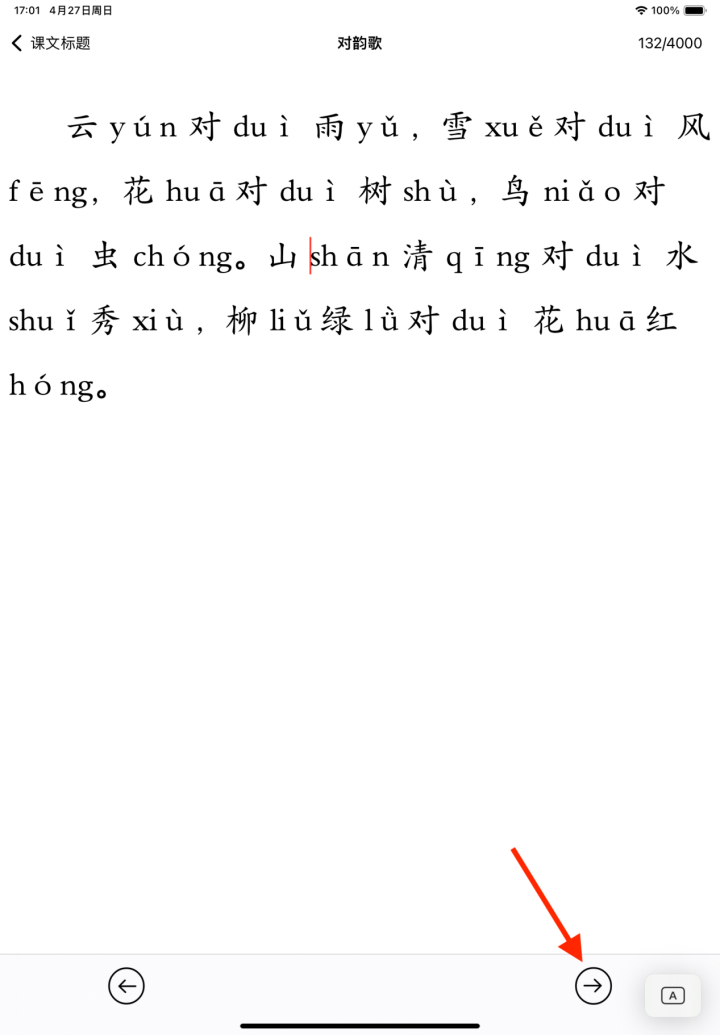 17:01 4月27日周日 100%
课文标题 对韵歌 132/4000
云 yún 对 duì 雨 yǔ，雪 xuě 对 duì 风
fēng，花 huā 对 duì 树 shù，鸟 niǎo 对
duì 虫 chóng。山 shān 清 qīng 对 duì 水
shuǐ 秀 xiù，柳 liǔ 绿 lǜ 对 duì 花 huā 红
hóng。
A